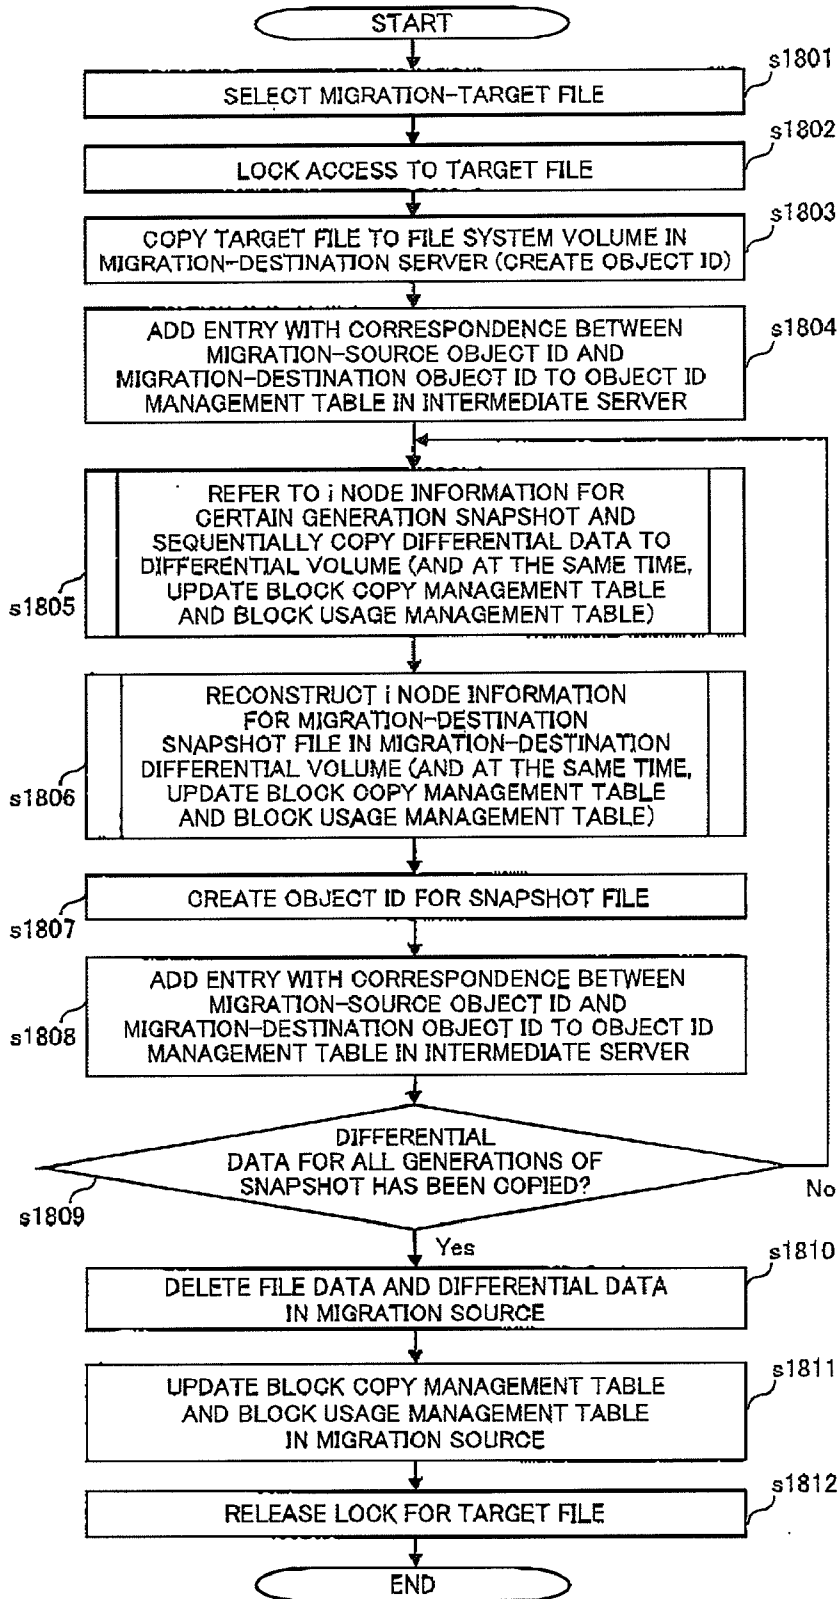 START
s1801
SELECT MIGRATION-TARGET FILE
s1802
LOCK ACCESS TO TARGET FILE
s1803
COPY TARGET FILE TO FILE SYSTEM VOLUME IN
MIGRATION-DESTINATION SERVER (CREATE OBJECT ID)
s1804
ADD ENTRY WITH CORRESPONDENCE BETWEEN
MIGRATION-SOURCE OBJECT ID AND
MIGRATION-DESTINATION OBJECT ID TO OBJECT ID
MANAGEMENT TABLE IN INTERMEDIATE SERVER
REFER TO i NODE INFORMATION FOR
CERTAIN GENERATION SNAPSHOT AND
SEQUENTIALLY COPY DIFFERENTIAL DATA TO
DIFFERENTIAL VOLUME (AND AT THE SAME TIME,
UPDATE BLOCK COPY MANAGEMENT TABLE
AND BLOCK USAGE MANAGEMENT TABLE)
s1805
RECONSTRUCT i NODE INFORMATION
FOR MIGRATION-DESTINATION
SNAPSHOT FILE IN MIGRATION-DESTINATION
DIFFERENTIAL VOLUME (AND AT THE SAME TIME,
UPDATE BLOCK COPY MANAGEMENT TABLE
AND BLOCK USAGE MANAGEMENT TABLE)
s1806
CREATE OBJECT ID FOR SNAPSHOT FILE
s1807
ADD ENTRY WITH CORRESPONDENCE BETWEEN
MIGRATION-SOURCE OBJECT ID AND
MIGRATION-DESTINATION OBJECT ID TO OBJECT ID
MANAGEMENT TABLE IN INTERMEDIATE SERVER
s1808
DIFFERENTIAL
DATA FOR ALL GENERATIONS OF
SNAPSHOT HAS BEEN COPIED?
No
s1809
Yes
s1810
DELETE FILE DATA AND DIFFERENTIAL DATA
IN MIGRATION SOURCE
s1811
UPDATE BLOCK COPY MANAGEMENT TABLE
AND BLOCK USAGE MANAGEMENT TABLE
IN MIGRATION SOURCE
s1812
RELEASE LOCK FOR TARGET FILE
END